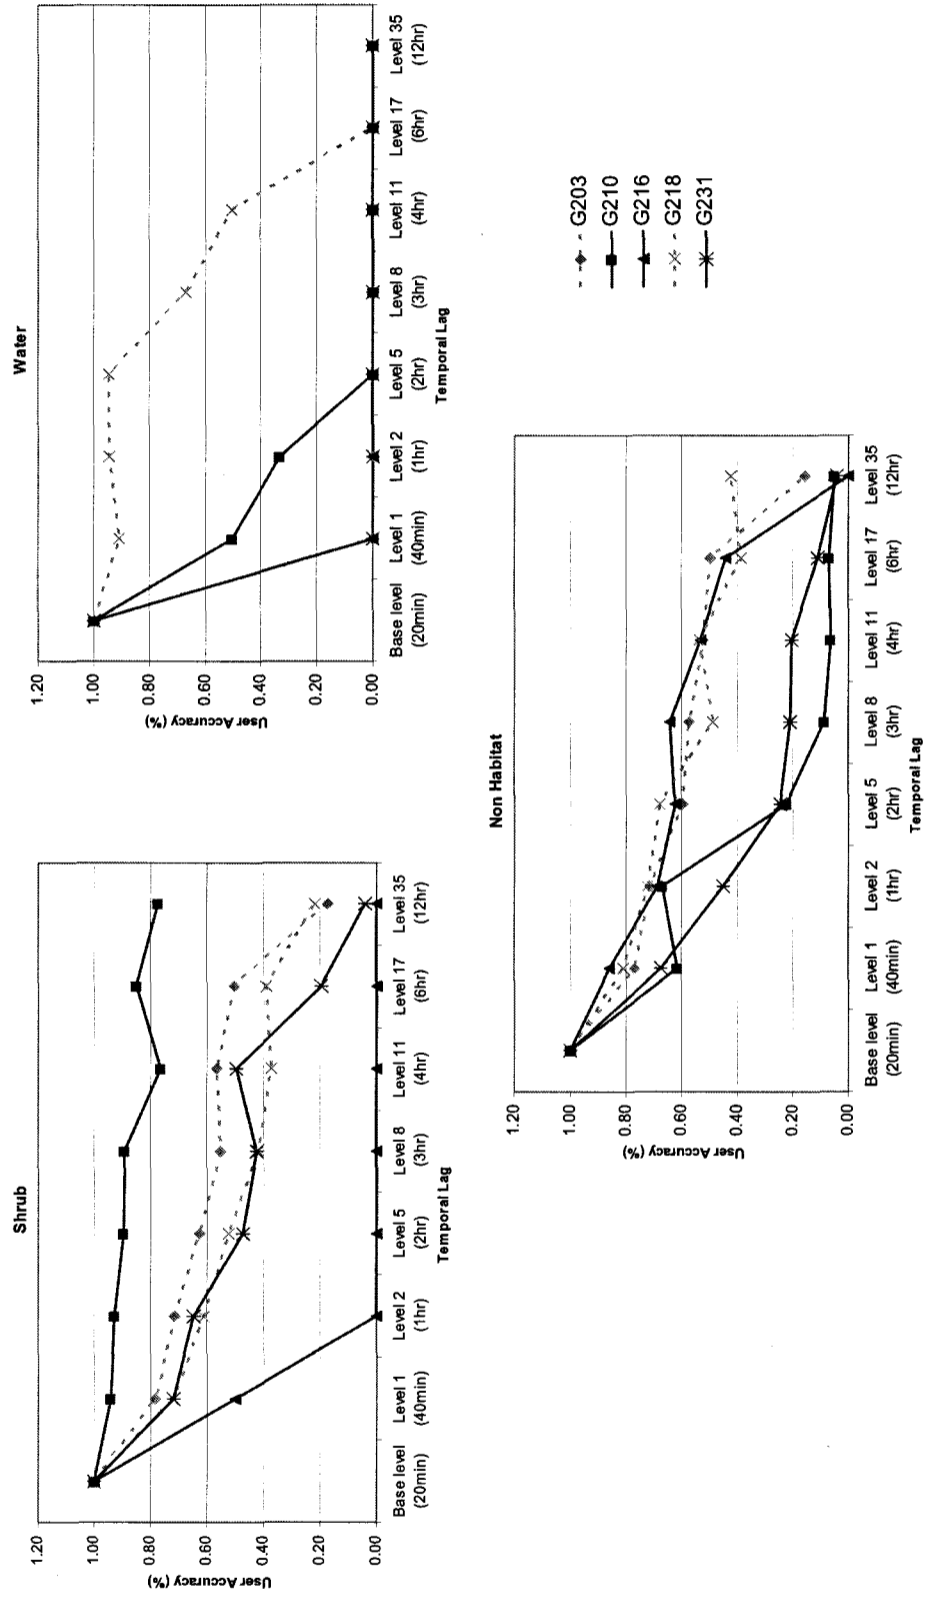 Shrub
1.20
1.00
0.80
0.60
0.40
0.20
0.00
User Accuracy (%)
Base level Level 1 Level 2 Level 5 Level 8 Level 11 Level 17 Level 35
(20min) (40min) (1hr) (2hr) (3hr) (4hr) (6hr) (12hr)
Temporal Lag
Water
1.20
1.00
0.80
0.60
0.40
0.20
0.00
User Accuracy (%)
Base level Level 1 Level 2 Level 5 Level 8 Level 11 Level 17 Level 35
(20min) (40min) (1hr) (2hr) (3hr) (4hr) (6hr) (12hr)
Temporal Lag
Non Habitat
1.20
1.00
0.80
0.60
0.40
0.20
0.00
User Accuracy (%)
Base level Level 1 Level 2 Level 5 Level 8 Level 11 Level 17 Level 35
(20min) (40min) (1hr) (2hr) (3hr) (4hr) (6hr) (12hr)
Temporal Lag
G203
G210
G216
G218
G231